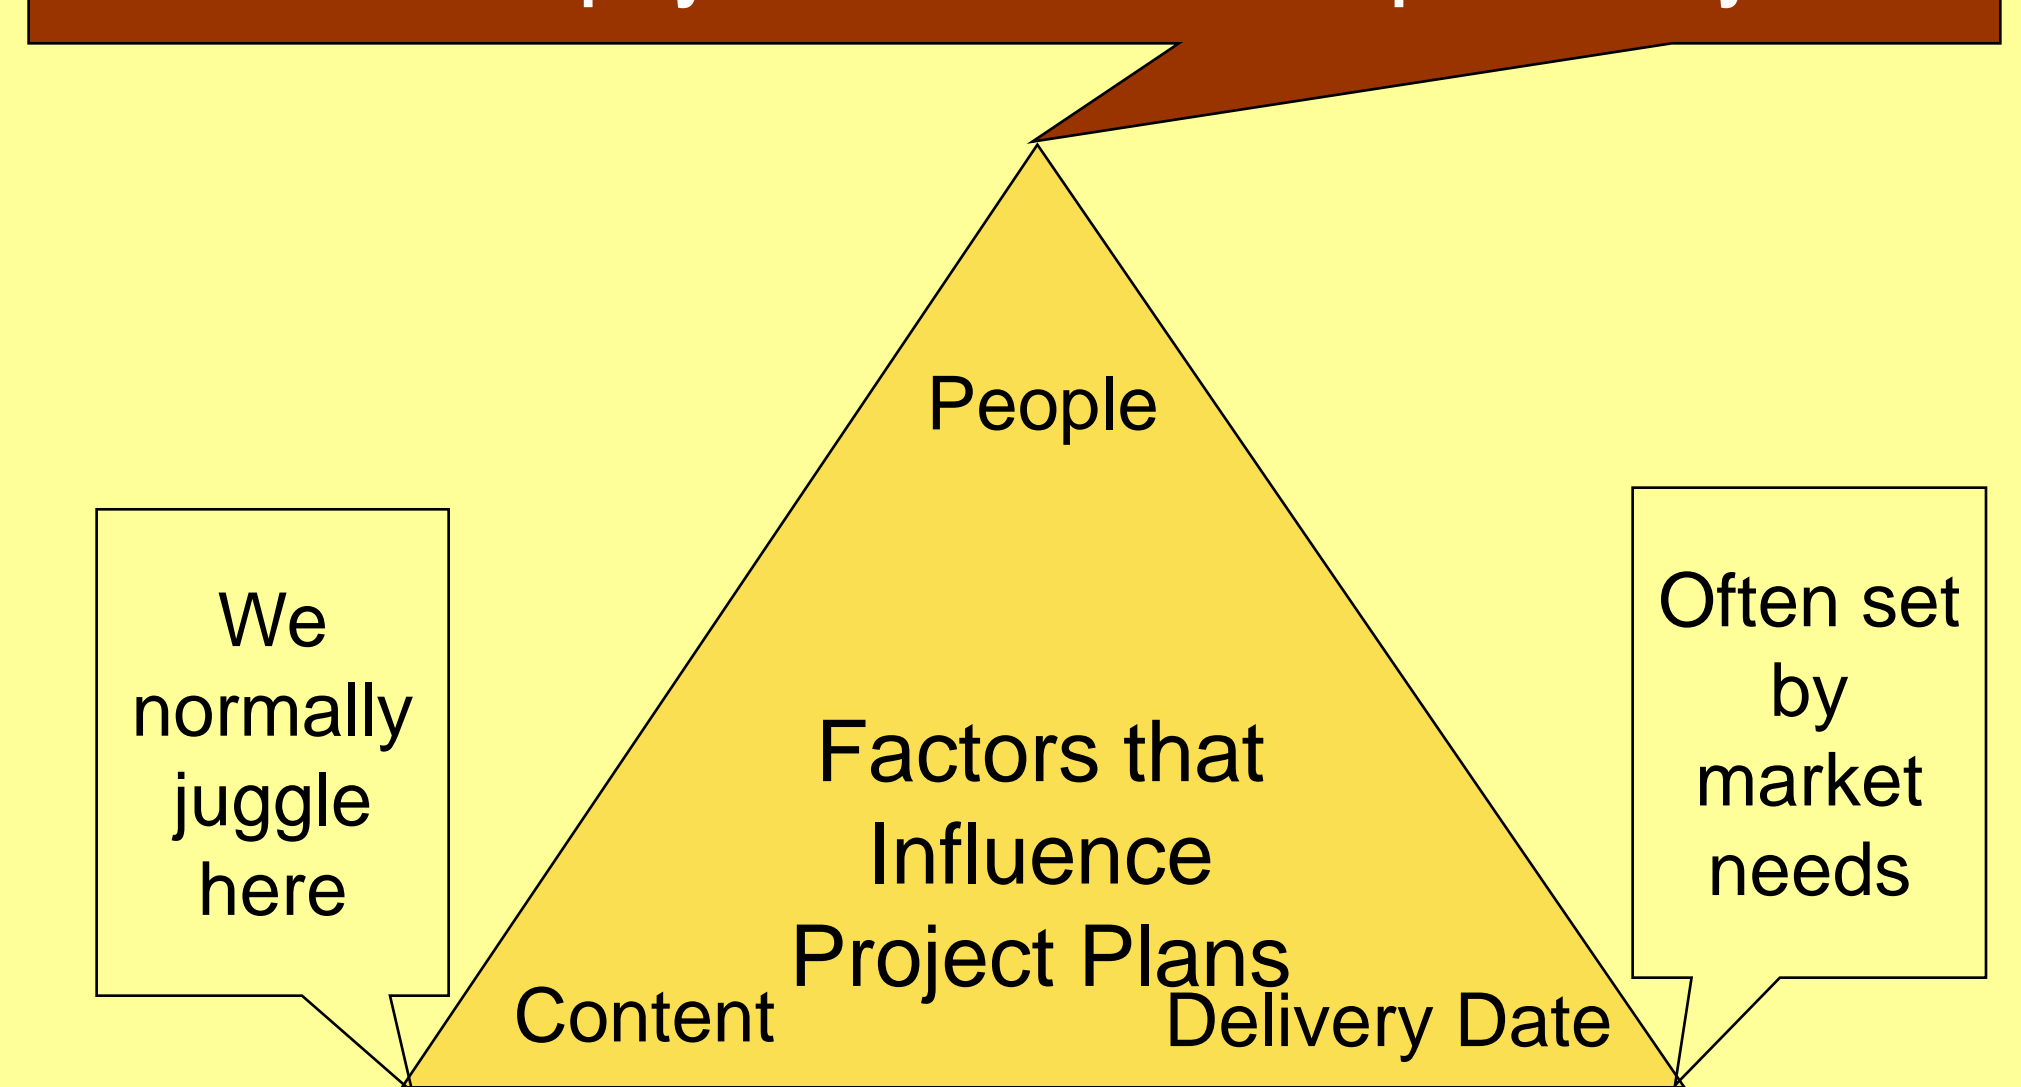 People
We
normally
juggle
here
Often set
by
market
needs
Factors that
Influence
Project Plans
Content
Delivery Date